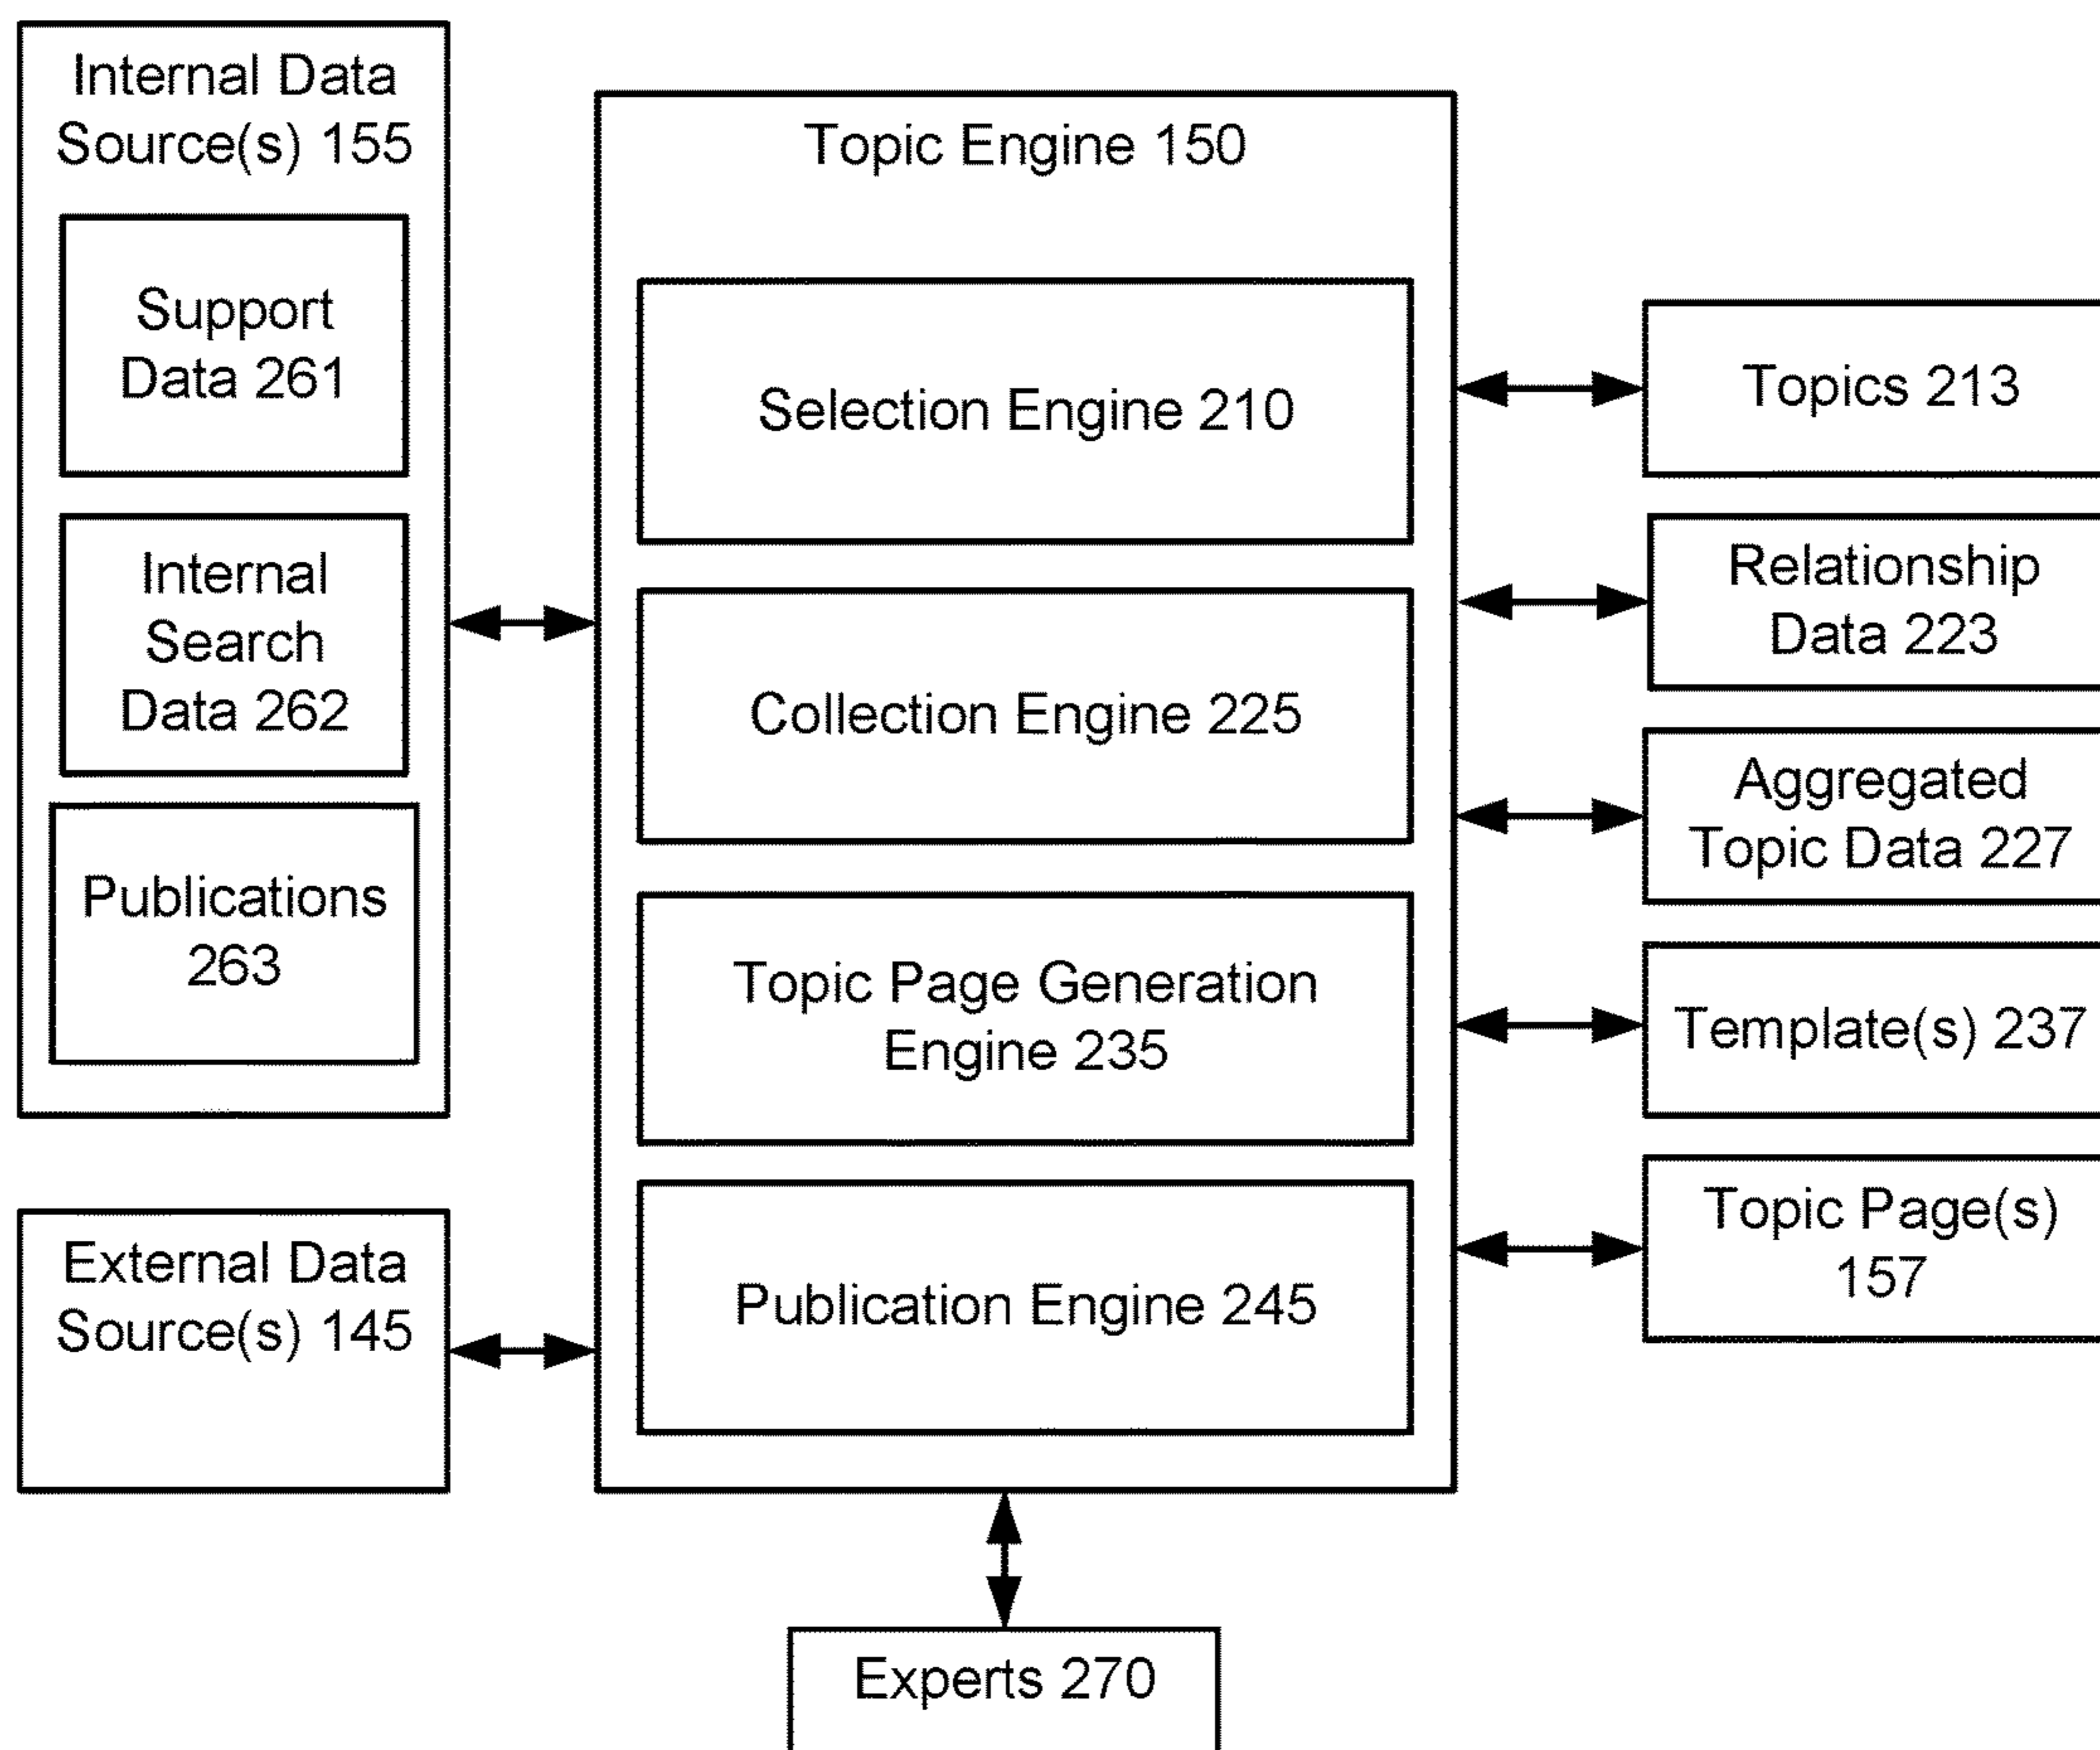 Internal Data
Source(s) 155
Support
Data 261
Internal
Search
Data 262
Publications
263
External Data
Source(s) 145
Topic Engine 150
Selection Engine 210
Collection Engine 225
Topic Page Generation
Engine 235
Publication Engine 245
Topics 213
Relationship
Data 223
Aggregated
Topic Data 227
Template(s) 237
Topic Page(s)
157
Experts 270